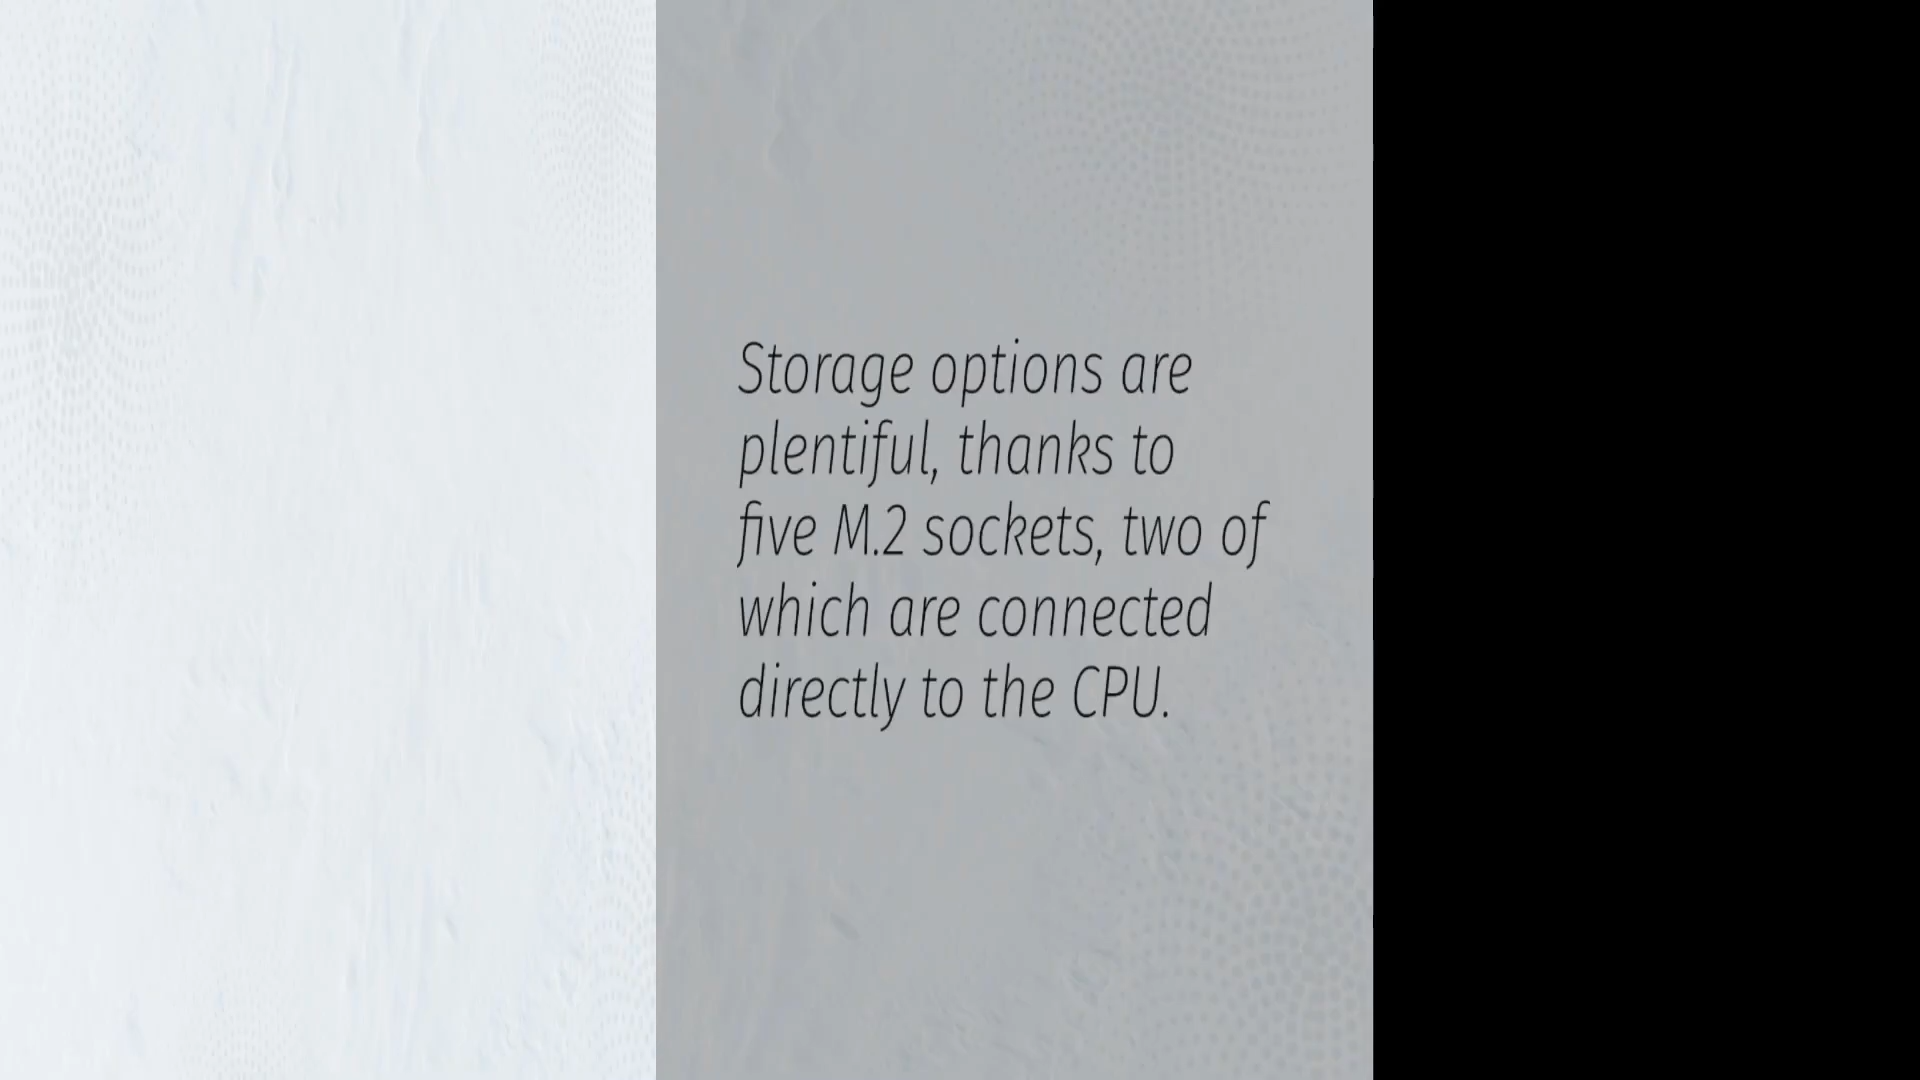 Storage options are
plentiful, thanks to
five M.2 sockets, two of
which are connected
directly to the CPU.